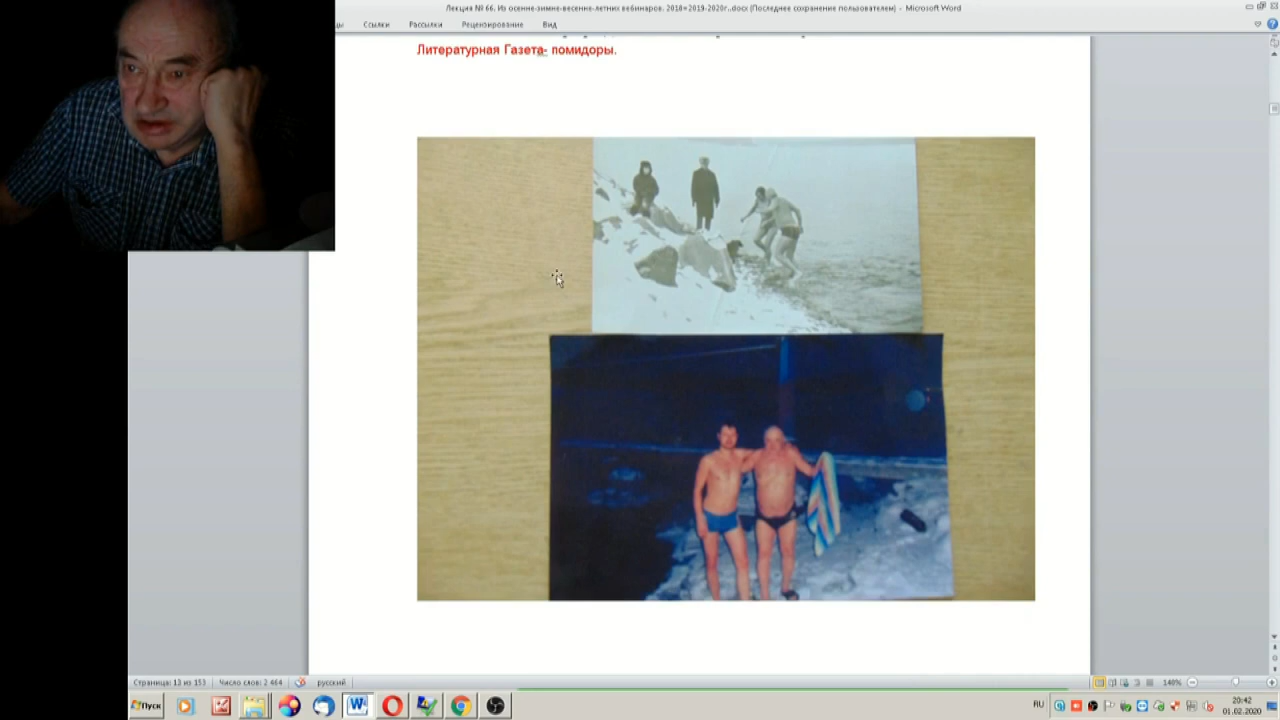 Лекция № 66. Из осенне-зимне-весенне-летних вебинаров. 2018=2019-2020г..docx (Последнее сохранение пользователем) - Microsoft Word
Ссылки Рассылки Рецензирование Вид
Литературная Газета- помидоры.
Страница: 13 из 153 Число слов: 2 464 русский 140%
Пуск RU 20:42
01.02.2020